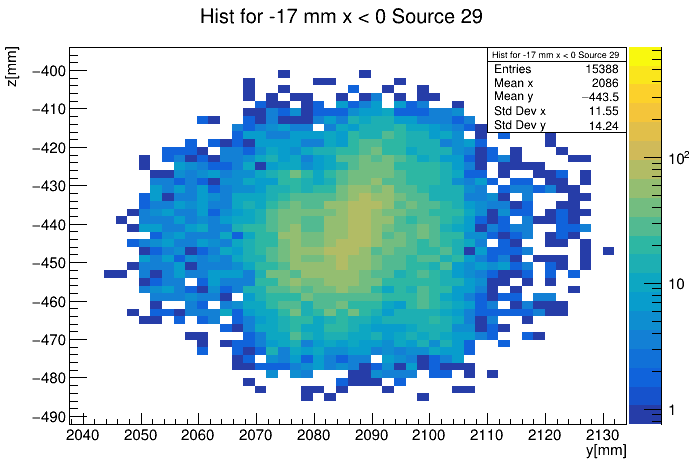 Hist for -17 mm x < 0 Source 29
z[mm]
Hist for -17 mm x < 0 Source 29
Entries 15388
Mean x 2086
Mean y −443.5
Std Dev x 11.55
Std Dev y 14.24
−400
−410
−420
−430
−440
−450
−460
−470
−480
−490
2040 2050 2060 2070 2080 2090 2100 2110 2120 2130
y[mm]
10²
10
1